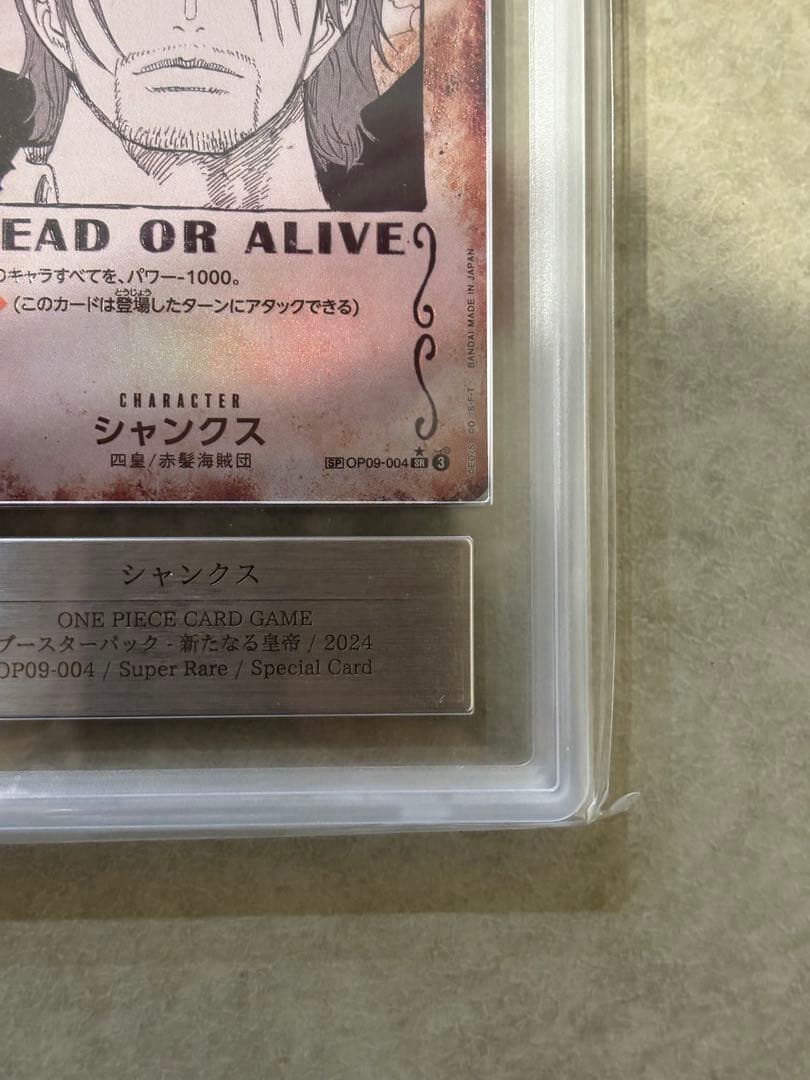 EAD OR ALIVE
キャラすべてを、パワー-1000。
(このカードは登場したターンにアタックできる)
とうじょう
CHARACTER
シャンクス
四皇/赤髪海賊団
SP OP09-004 SR 3
BANDAI MADE IN JAPAN
シャンクス
ONE PIECE CARD GAME
ブースターパック - 新たなる皇帝 / 2024
OP09-004 / Super Rare / Special Card